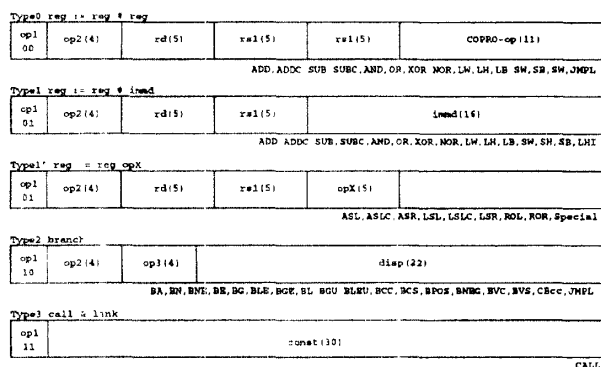 Type0 reg := reg # reg
op1 00 op2(4) rd(5) rs1(5) rs1(5) COPRO-op(11)
ADD,ADDC SUB SUBC,AND,OR,XOR NOR,LW,LH,LB SW,SB,SW,JMPL
Type1 reg := reg # immd
op1 01 op2(4) rd(5) rs1(5) immd(16)
ADD ADDC SUB,SUBC,AND,OR,XOR,NOR,LW,LH,LB,SW,SH,SB,LHI
Type1' reg = reg opX
op1 01 op2(4) rd(5) rs1(5) opX(5)
ASL,ASLC,ASR,LSL,LSLC,LSR,ROL,ROR,Special
Type2 branch
op1 10 op2(4) op3(4) disp(22)
BA,BN,BNE,BE,BG,BLE,BGE,BL BGU BLEU,BCC,BCS,BPOS,BNEG,BVC,BVS,CBcc,JMPL
Type3 call & link
op1 11 const(30)
CALL